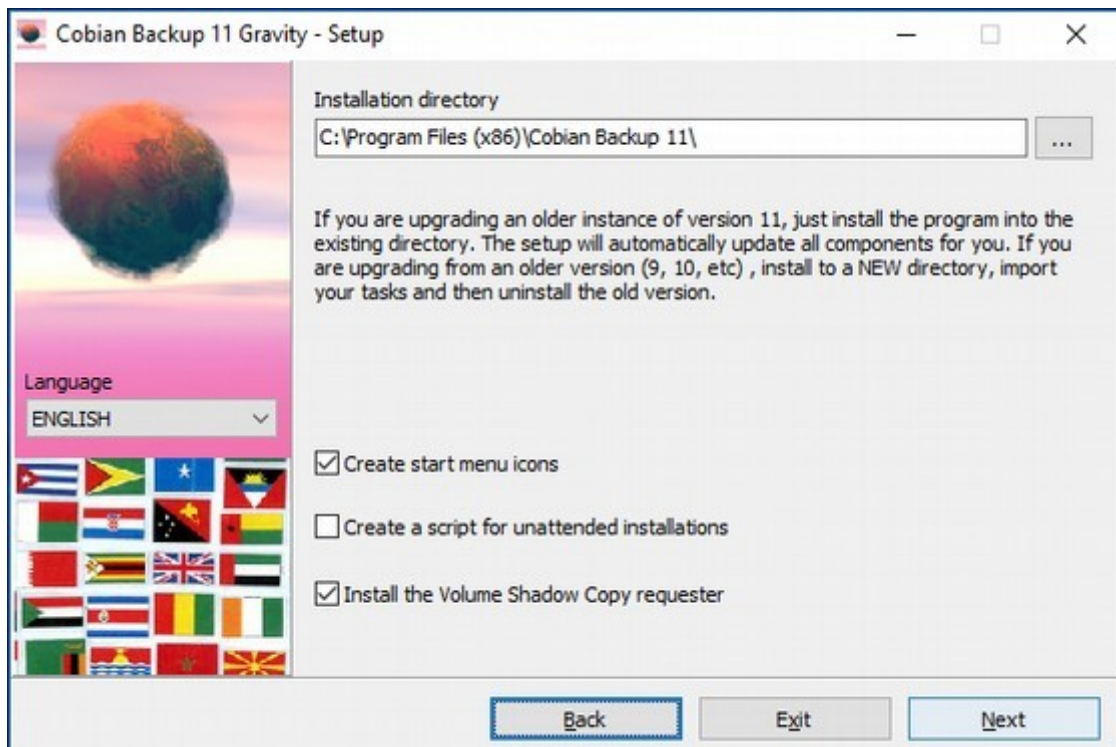 Cobian Backup 11 Gravity - Setup
Installation directory
C:\Program Files (x86)\Cobian Backup 11\
...
If you are upgrading an older instance of version 11, just install the program into the
existing directory. The setup will automatically update all components for you. If you
are upgrading from an older version (9, 10, etc) , install to a NEW directory, import
your tasks and then uninstall the old version.
Language
ENGLISH
Create start menu icons
Create a script for unattended installations
Install the Volume Shadow Copy requester
Back
Exit
Next